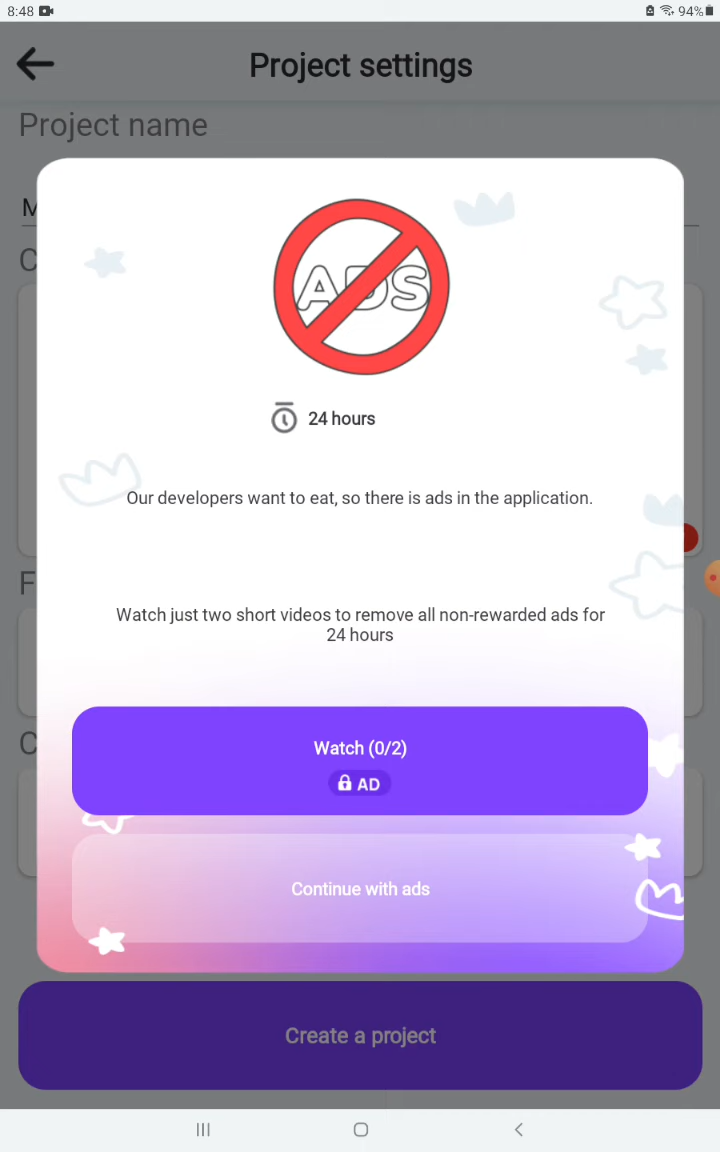 8:48
94%
Project settings
Project name
M
C
ADS
24 hours
Our developers want to eat, so there is ads in the application.
F
Watch just two short videos to remove all non-rewarded ads for
24 hours
Watch (0/2)
C
AD
Continue with ads
Create a project